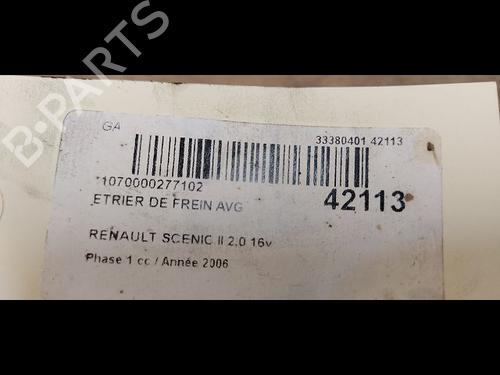 B-PARTS
GA
33380401 42113
*1070000277102
ETRIER DE FREIN AVG
42113
RENAULT SCENIC II 2.0 16v
Phase 1 cc / Année 2006